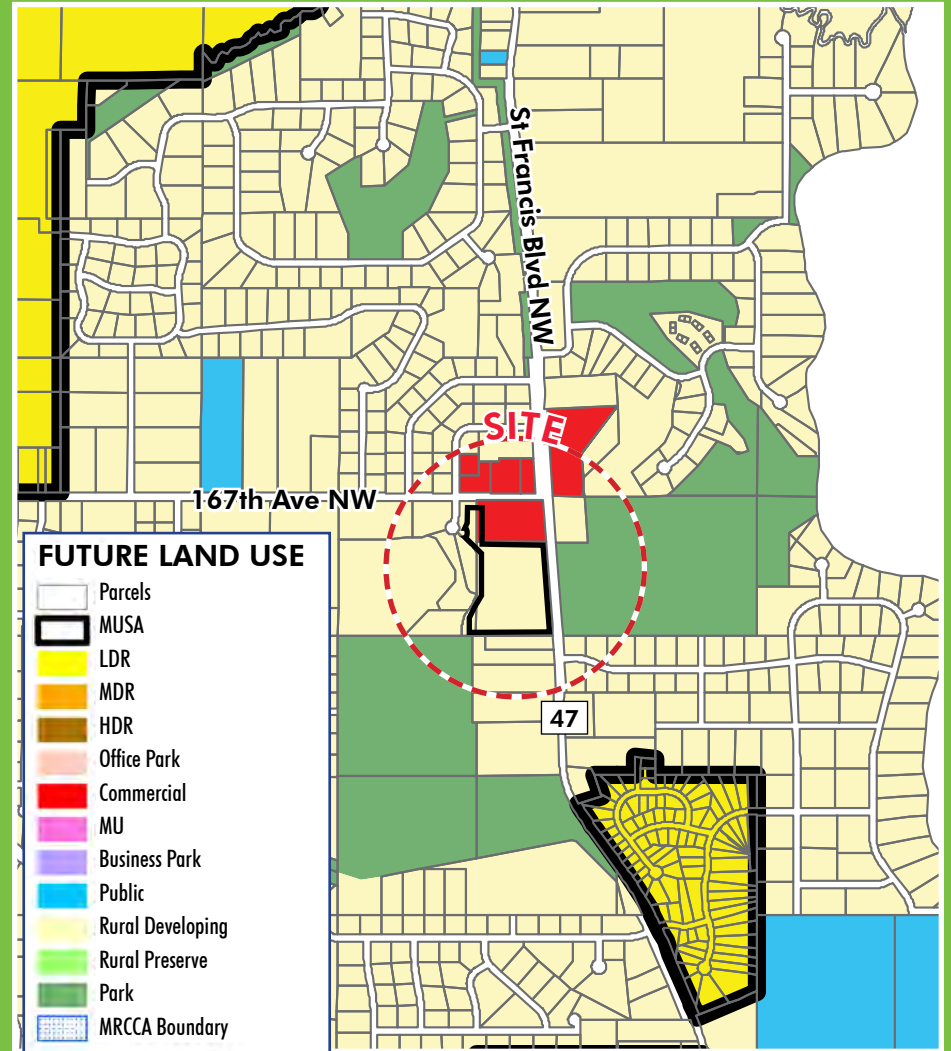 St Francis Blvd NW
SITE
167th Ave NW
47
FUTURE LAND USE
Parcels
MUSA
LDR
MDR
HDR
Office Park
Commercial
MU
Business Park
Public
Rural Developing
Rural Preserve
Park
MRCCA Boundary